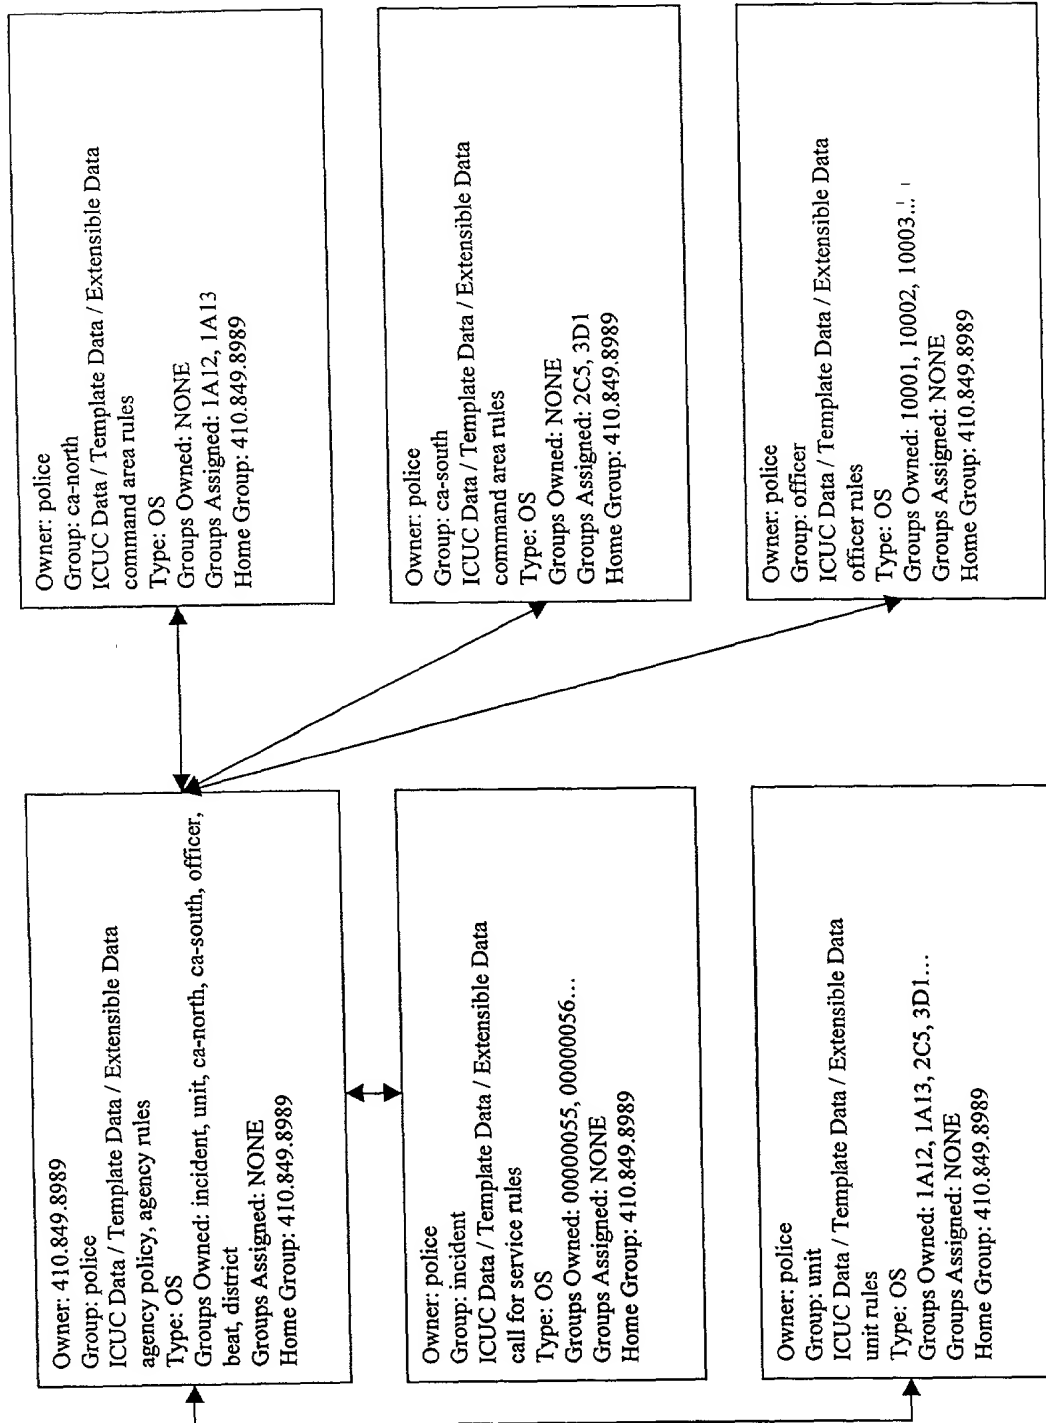 Owner: 410.849.8989
Group: police
ICUC Data / Template Data / Extensible Data
agency policy, agency rules
Type: OS
Groups Owned: incident, unit, ca-north, ca-south, officer,
beat, district
Groups Assigned: NONE
Home Group: 410.849.8989
Owner: police
Group: incident
ICUC Data / Template Data / Extensible Data
call for service rules
Type: OS
Groups Owned: 00000055, 00000056...
Groups Assigned: NONE
Home Group: 410.849.8989
Owner: police
Group: unit
ICUC Data / Template Data / Extensible Data
unit rules
Type: OS
Groups Owned: 1A12, 1A13, 2C5, 3D1...
Groups Assigned: NONE
Home Group: 410.849.8989
Owner: police
Group: ca-north
ICUC Data / Template Data / Extensible Data
command area rules
Type: OS
Groups Owned: NONE
Groups Assigned: 1A12, 1A13
Home Group: 410.849.8989
Owner: police
Group: ca-south
ICUC Data / Template Data / Extensible Data
command area rules
Type: OS
Groups Owned: NONE
Groups Assigned: 2C5, 3D1
Home Group: 410.849.8989
Owner: police
Group: officer
ICUC Data / Template Data / Extensible Data
officer rules
Type: OS
Groups Owned: 10001, 10002, 10003...
Groups Assigned: NONE
Home Group: 410.849.8989